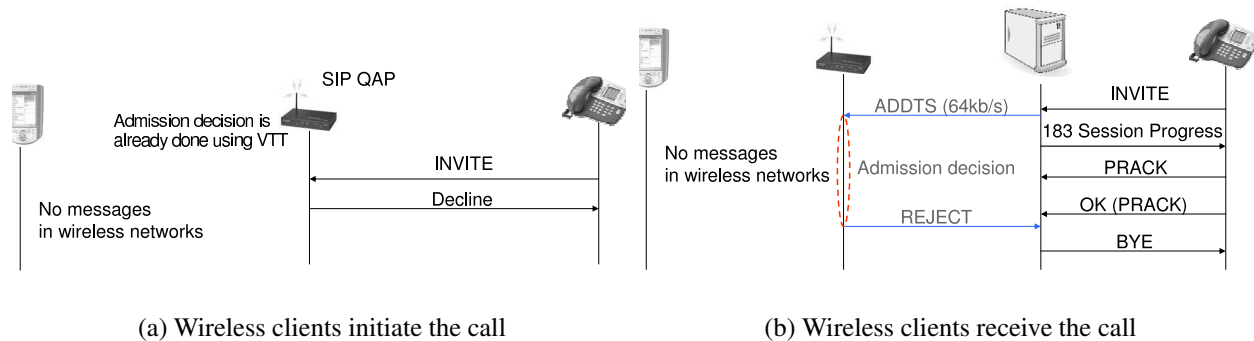 SIP QAP
Admission decision is
already done using VTT
INVITE
Decline
No messages
in wireless networks
(a) Wireless clients initiate the call
INVITE
ADDTS (64kb/s)
183 Session Progress
No messages
in wireless networks
Admission decision
PRACK
OK (PRACK)
REJECT
BYE
(b) Wireless clients receive the call